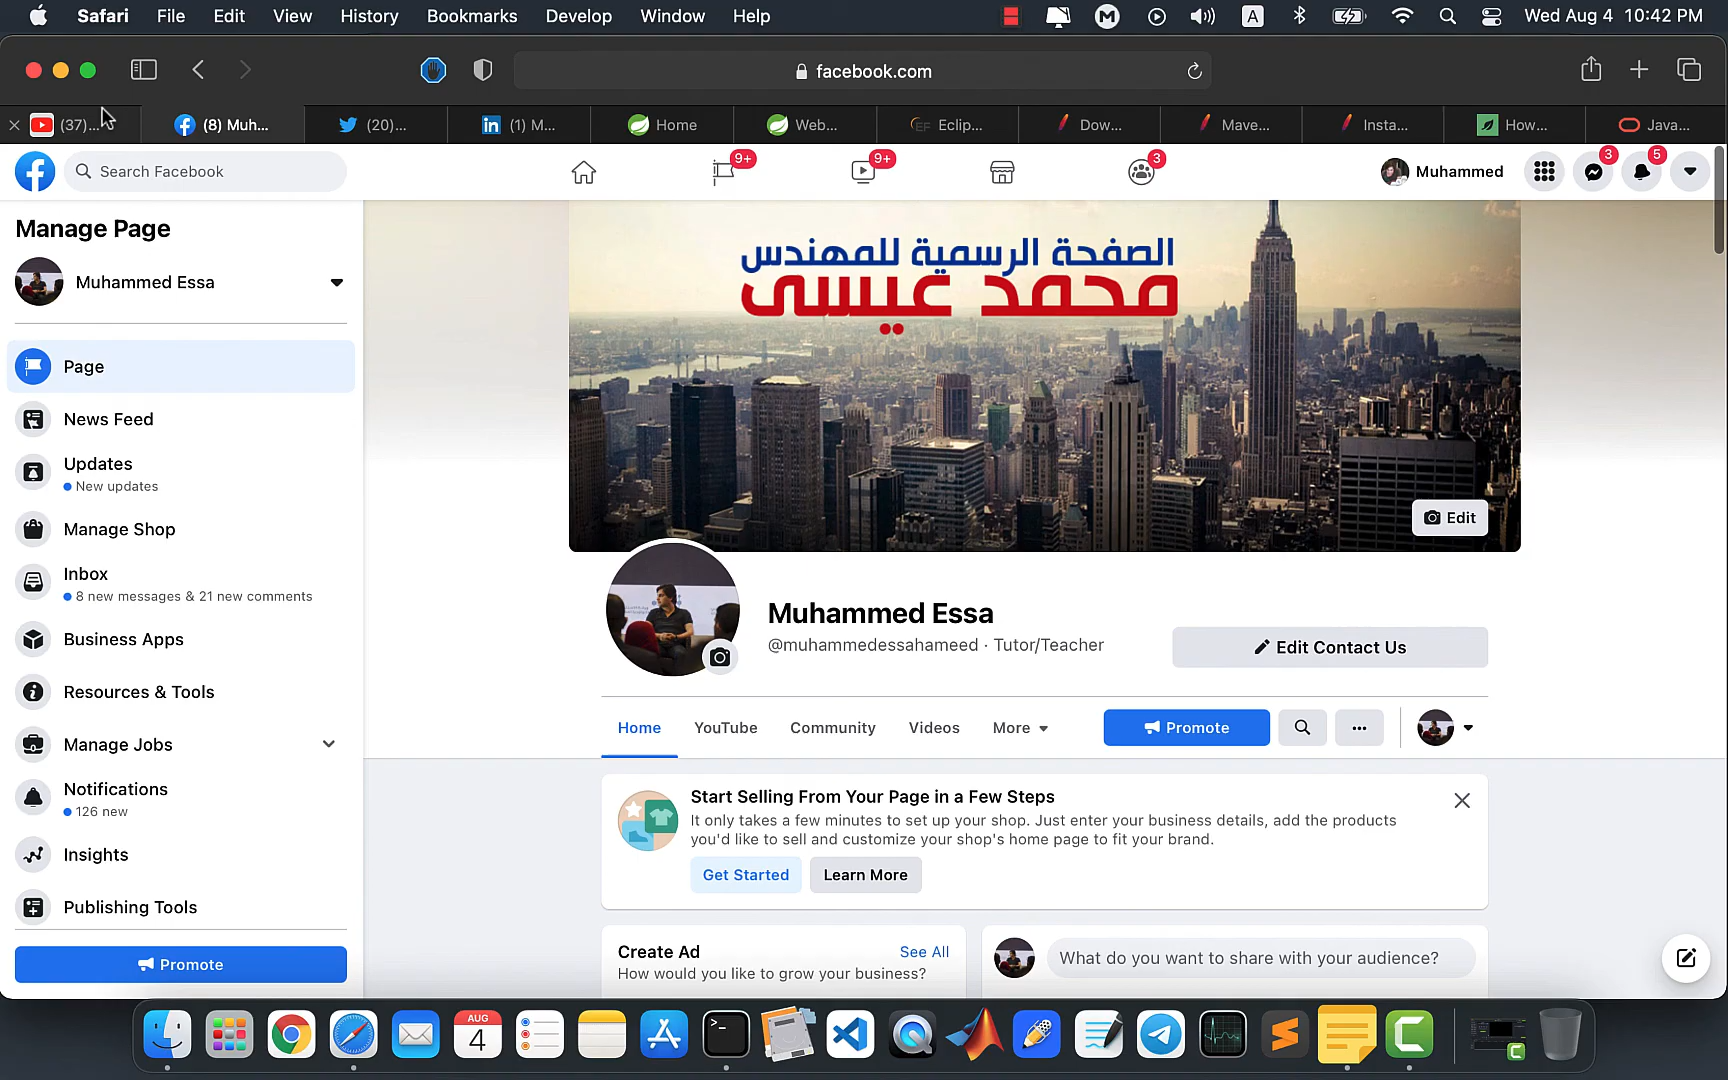 Safari File Edit View History Bookmarks Develop Window Help
A
Wed Aug 4 10:42 PM
facebook.com
(37)...
(8) Muh...
(20)...
(1) M...
Home
Web...
Eclip...
Dow...
Mave...
Insta...
How...
Java...
Search Facebook
9+
9+
3
Muhammed
3
5
Manage Page
Muhammed Essa
Page
News Feed
Updates
New updates
Manage Shop
Inbox
8 new messages & 21 new comments
Business Apps
Resources & Tools
Manage Jobs
Notifications
126 new
Insights
Publishing Tools
Promote
الصفحة الرسمية للمهندس
محمد عيسى
Edit
Muhammed Essa
@muhammedessahameed · Tutor/Teacher
Edit Contact Us
Home YouTube Community Videos More
Promote
Start Selling From Your Page in a Few Steps
It only takes a few minutes to set up your shop. Just enter your business details, add the products
you'd like to sell and customize your shop's home page to fit your brand.
Get Started
Learn More
Create Ad
See All
How would you like to grow your business?
What do you want to share with your audience?
AUG
4